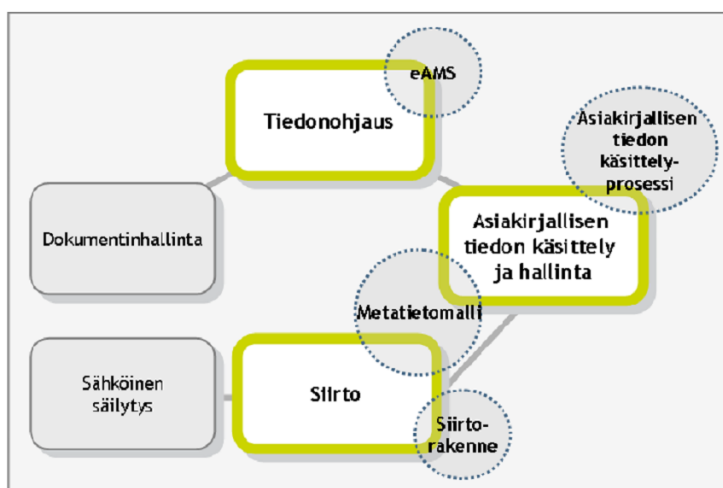 eAMS
Tiedonohjaus
Asiakirjallisen
tiedon
käsittely-
prosessi
Dokumentinhallinta
Asiakirjallisen
tiedon käsittely
ja hallinta
Metatietomalli
Sähköinen
säilytys
Siirto
Siirto-
rakenne